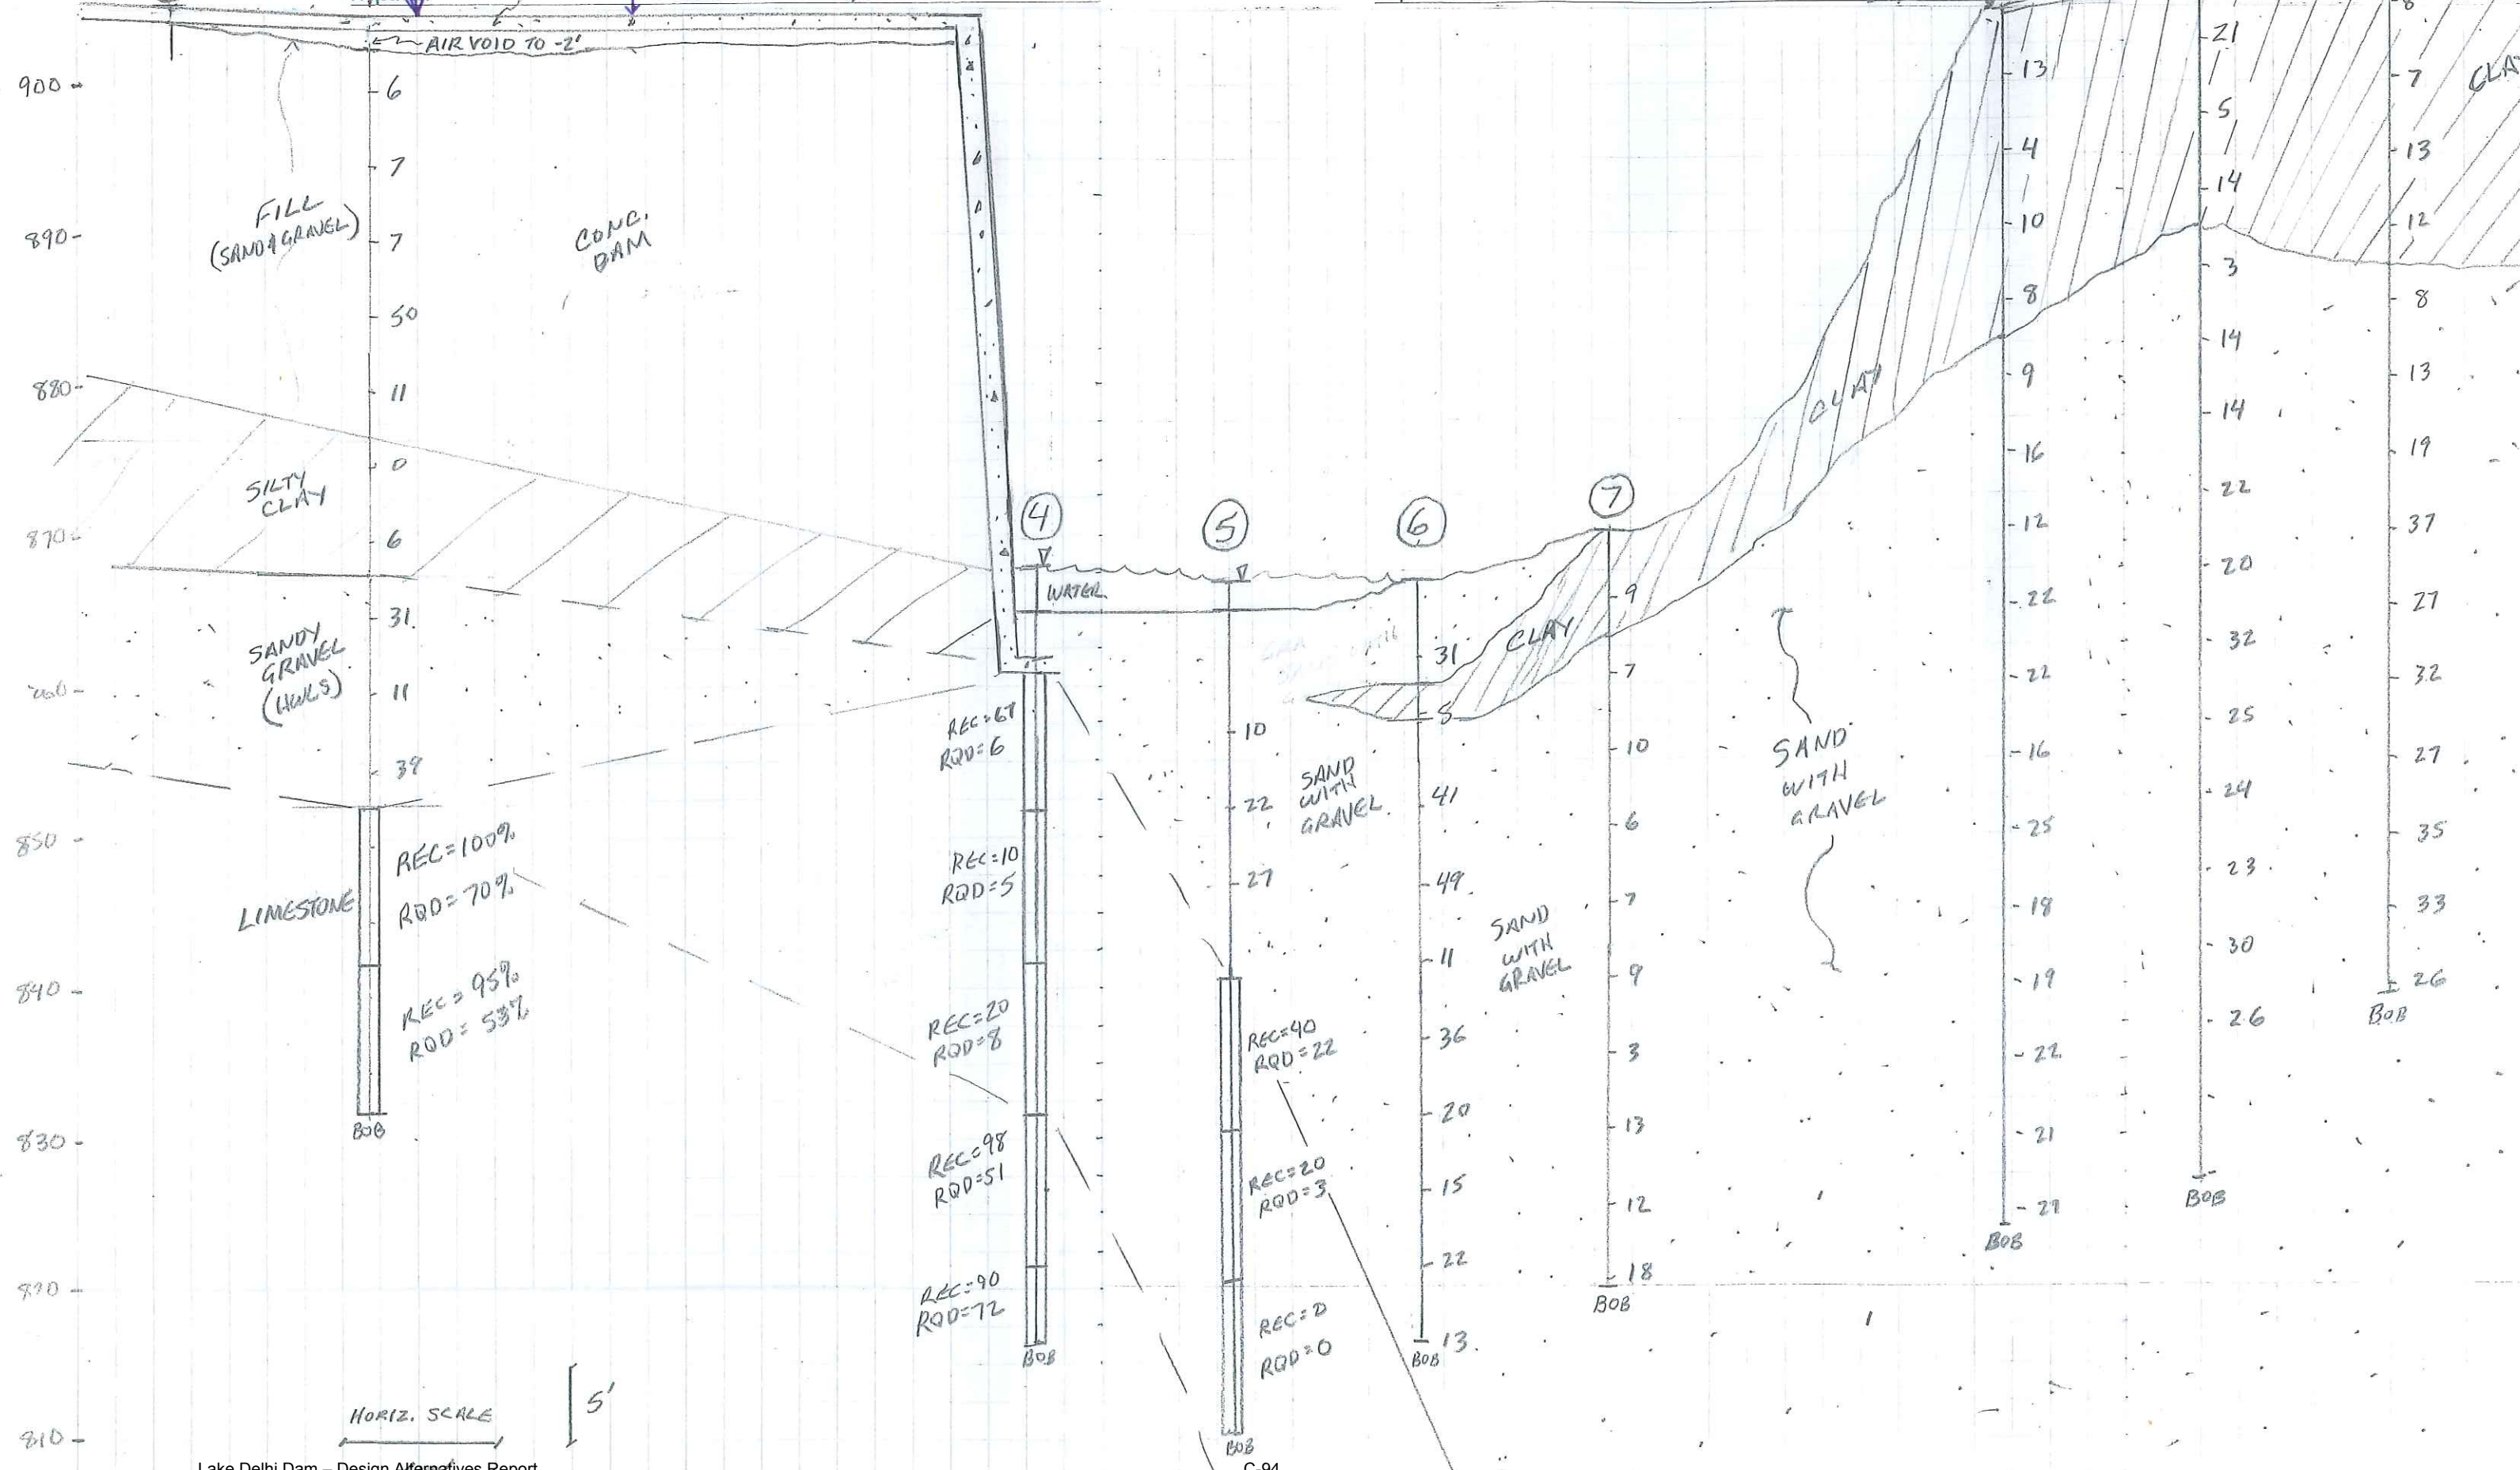 AIR VOID TO -2'
900
890
880
870
850
840
830
820
810
FILL
(SAND & GRAVEL)
CONC.
DAM
SILTY
CLAY
SANDY
GRAVEL
LIMESTONE
6
7
7
50
11
0
6
31
11
39
REC=100%
RQD=70%
REC=95%
RQD=53%
BOB
HORIZ. SCALE
5'
4
WATER
REC=67
RQD=6
REC=10
RQD=5
REC=20
RQD=8
REC=98
RQD=51
REC=90
RQD=72
BOB
5
10
22
27
REC=40
RQD=22
REC=20
RQD=3
REC=0
RQD=0
BOB
6
31
8
41
49
11
36
20
15
22
13
BOB
SAND
WITH
GRAVEL
CLAY
7
9
7
10
6
7
9
3
13
12
18
BOB
SAND
WITH
GRAVEL
CLAY
SAND
WITH
GRAVEL
13
4
10
8
9
16
12
22
22
16
25
18
19
22
21
27
BOB
21
5
14
3
14
14
22
20
32
25
24
23
30
26
BOB
8
7
13
12
8
13
19
37
27
32
27
35
33
26
BOB
Lake Delhi Dam – Design Alternatives Report
C-94